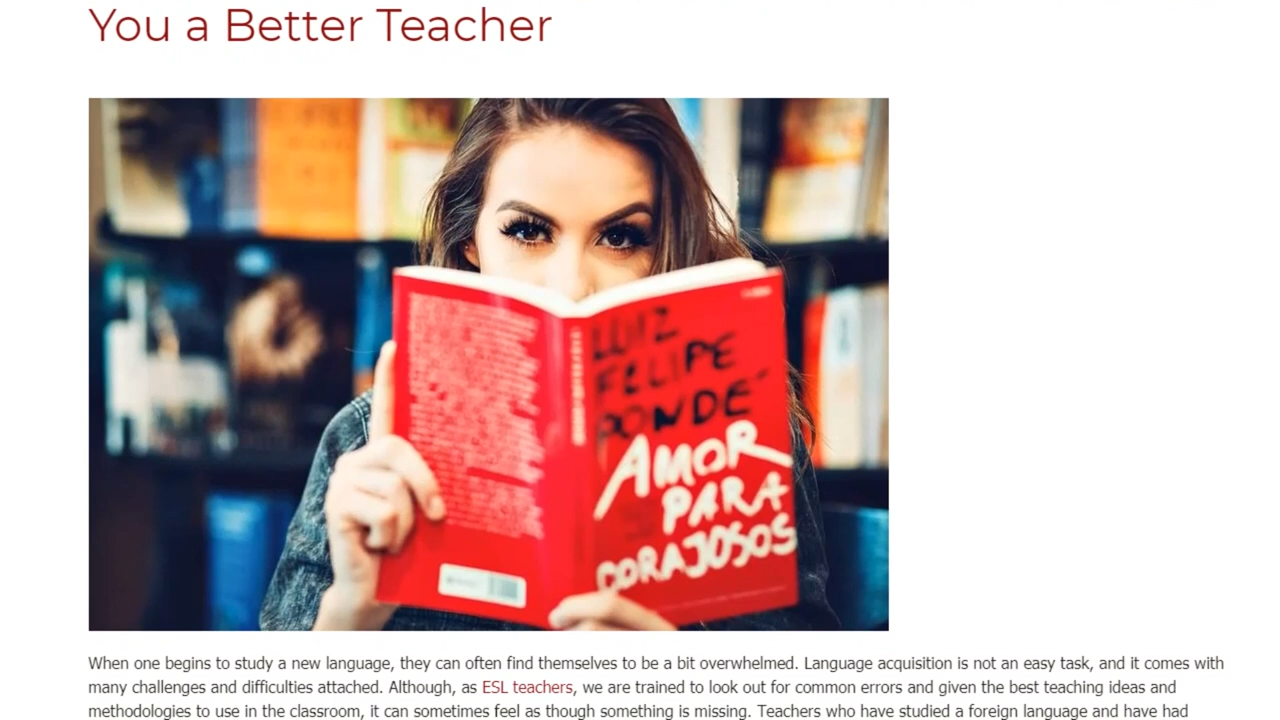 You a Better Teacher
LUIZ
FELIPE
PONDÉ
AMOR
PARA
CORAJOSOS
When one begins to study a new language, they can often find themselves to be a bit overwhelmed. Language acquisition is not an easy task, and it comes with
many challenges and difficulties attached. Although, as ESL teachers, we are trained to look out for common errors and given the best teaching ideas and
methodologies to use in the classroom, it can sometimes feel as though something is missing. Teachers who have studied a foreign language and have had